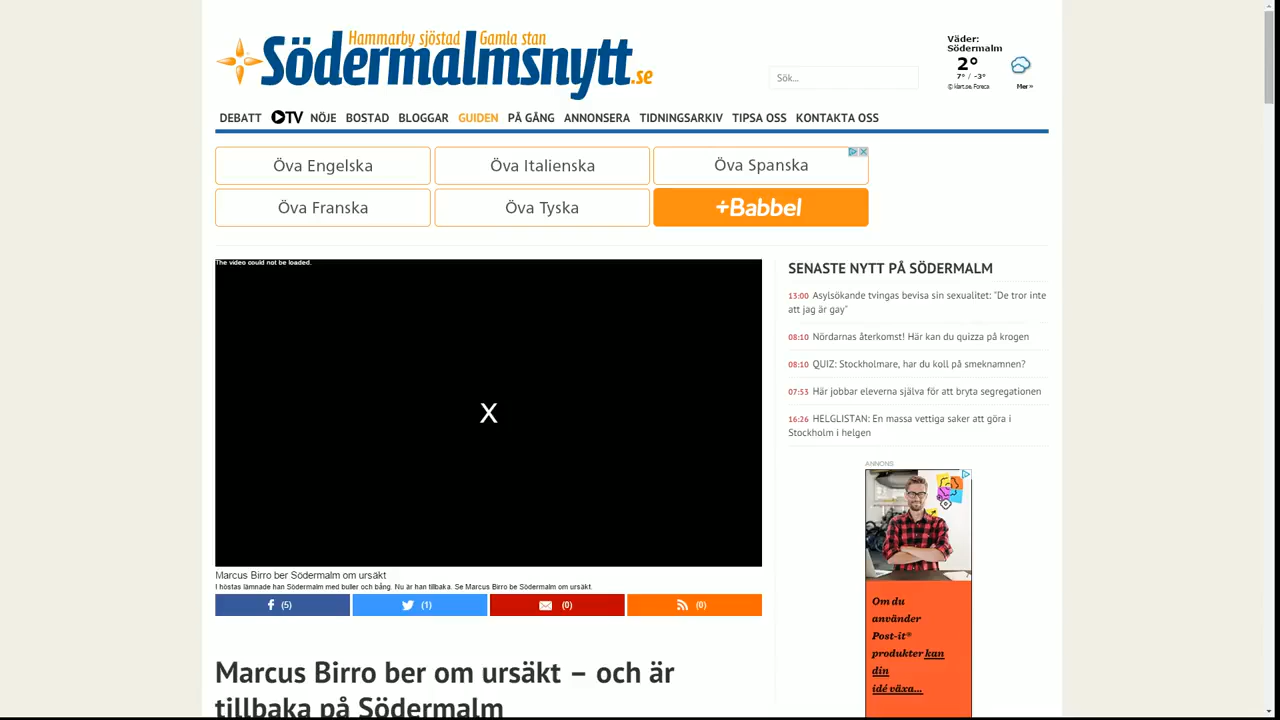 Hammarby sjöstad Gamla stan
Södermalmsnytt.se
Sök...
Väder:
Södermalm
2°
7° / -3°
© klart.se, Foreca
Mer »
DEBATT TV NÖJE BOSTAD BLOGGAR GUIDEN PÅ GÅNG ANNONSERA TIDNINGSARKIV TIPSA OSS KONTAKTA OSS
Öva Engelska
Öva Italienska
Öva Spanska
Öva Franska
Öva Tyska
+Babbel
The video could not be loaded.
X
Marcus Birro ber Södermalm om ursäkt
I höstas lämnade han Södermalm med buller och bång. Nu är han tillbaka. Se Marcus Birro be Södermalm om ursäkt.
(5)
(1)
(0)
(0)
Marcus Birro ber om ursäkt – och är
tillbaka på Södermalm
SENASTE NYTT PÅ SÖDERMALM
13:00 Asylsökande tvingas bevisa sin sexualitet: "De tror inte
att jag är gay"
08:10 Nördarnas återkomst! Här kan du quizza på krogen
08:10 QUIZ: Stockholmare, har du koll på smeknamnen?
07:53 Här jobbar eleverna själva för att bryta segregationen
16:26 HELGLISTAN: En massa vettiga saker att göra i
Stockholm i helgen
ANNONS
Om du
använder
Post-it®
produkter kan
din
idé växa...